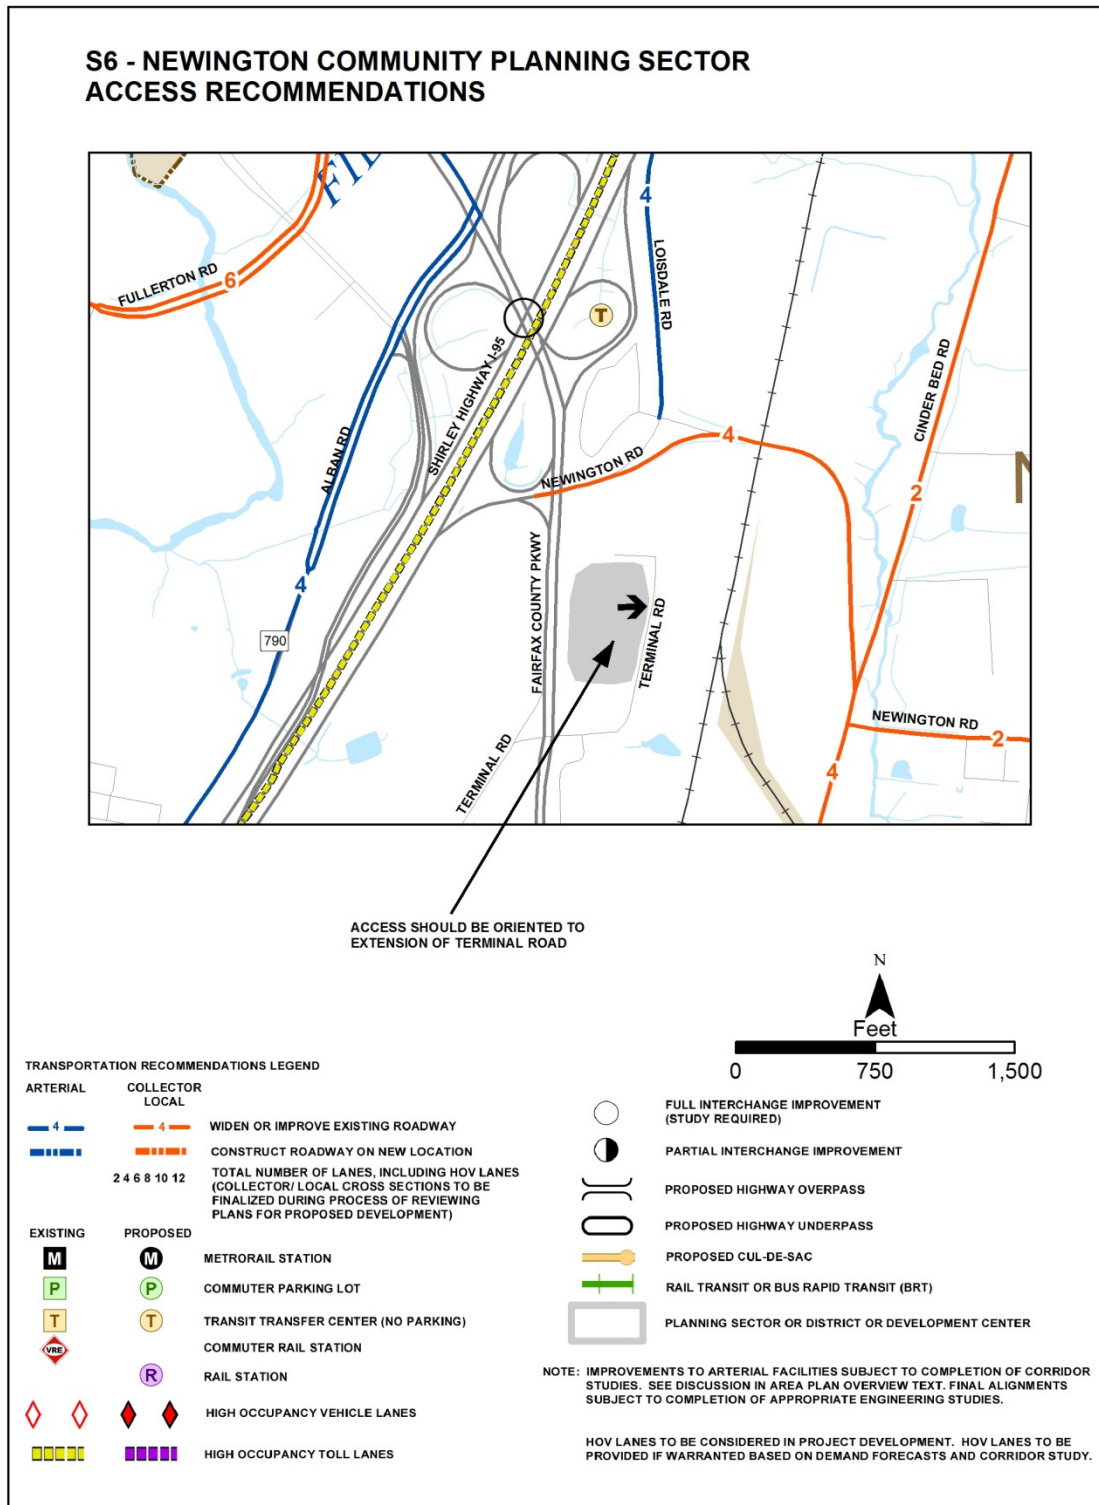 S6 - NEWINGTON COMMUNITY PLANNING SECTOR
ACCESS RECOMMENDATIONS
FULLERTON RD
6
4
LOISDALE RD
T
SHIRLEY HIGHWAY I-95
ALBAN RD
CINDER BED RD
NEWINGTON RD
4
2
N
4
790
FAIRFAX COUNTY PKWY
TERMINAL RD
TERMINAL RD
NEWINGTON RD
2
4
ACCESS SHOULD BE ORIENTED TO
EXTENSION OF TERMINAL ROAD
N
Feet
0 750 1,500
TRANSPORTATION RECOMMENDATIONS LEGEND
ARTERIAL
COLLECTOR
LOCAL
4 4 WIDEN OR IMPROVE EXISTING ROADWAY
CONSTRUCT ROADWAY ON NEW LOCATION
2 4 6 8 10 12 TOTAL NUMBER OF LANES, INCLUDING HOV LANES
(COLLECTOR/ LOCAL CROSS SECTIONS TO BE
FINALIZED DURING PROCESS OF REVIEWING
PLANS FOR PROPOSED DEVELOPMENT)
EXISTING PROPOSED
M M METRORAIL STATION
P P COMMUTER PARKING LOT
T T TRANSIT TRANSFER CENTER (NO PARKING)
VRE COMMUTER RAIL STATION
R RAIL STATION
HIGH OCCUPANCY VEHICLE LANES
HIGH OCCUPANCY TOLL LANES
FULL INTERCHANGE IMPROVEMENT
(STUDY REQUIRED)
PARTIAL INTERCHANGE IMPROVEMENT
PROPOSED HIGHWAY OVERPASS
PROPOSED HIGHWAY UNDERPASS
PROPOSED CUL-DE-SAC
RAIL TRANSIT OR BUS RAPID TRANSIT (BRT)
PLANNING SECTOR OR DISTRICT OR DEVELOPMENT CENTER
NOTE: IMPROVEMENTS TO ARTERIAL FACILITIES SUBJECT TO COMPLETION OF CORRIDOR
STUDIES. SEE DISCUSSION IN AREA PLAN OVERVIEW TEXT. FINAL ALIGNMENTS
SUBJECT TO COMPLETION OF APPROPRIATE ENGINEERING STUDIES.
HOV LANES TO BE CONSIDERED IN PROJECT DEVELOPMENT. HOV LANES TO BE
PROVIDED IF WARRANTED BASED ON DEMAND FORECASTS AND CORRIDOR STUDY.